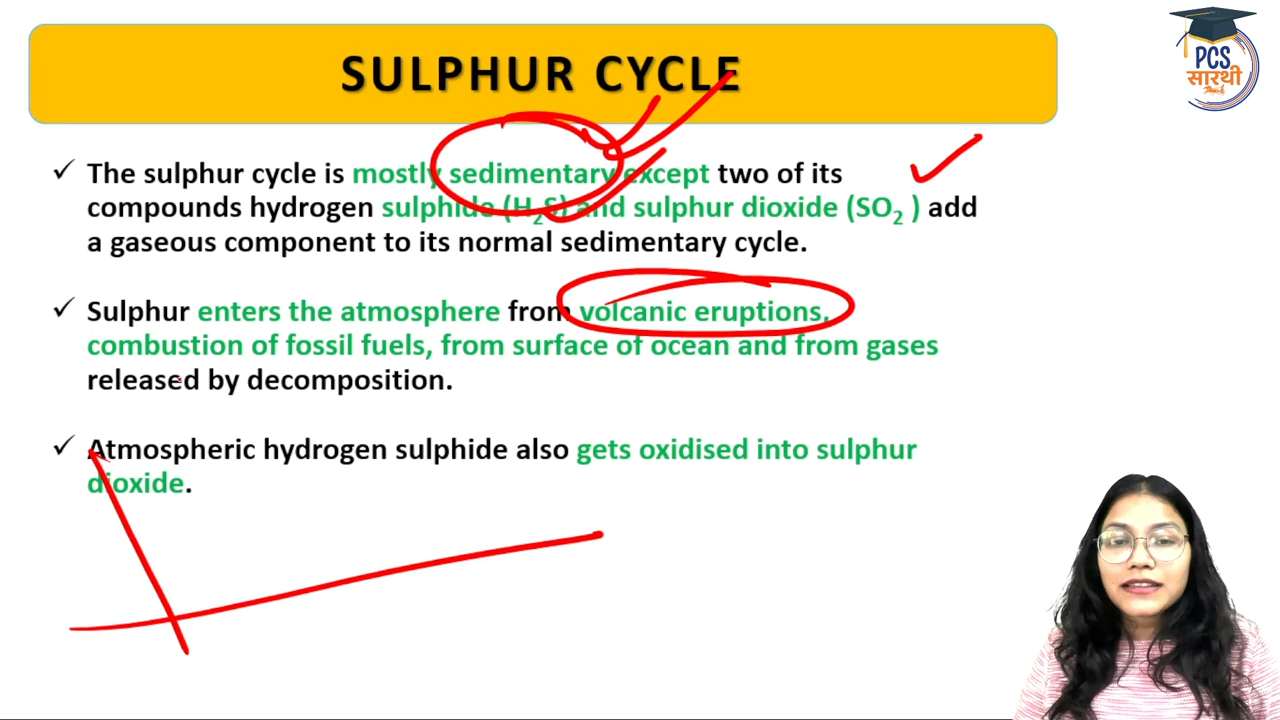 SULPHUR CYCLE
PCS
सारथी
✓ The sulphur cycle is mostly sedimentary except two of its
compounds hydrogen sulphide (H₂S) and sulphur dioxide (SO₂ ) add
a gaseous component to its normal sedimentary cycle.
✓ Sulphur enters the atmosphere from volcanic eruptions,
combustion of fossil fuels, from surface of ocean and from gases
released by decomposition.
✓ Atmospheric hydrogen sulphide also gets oxidised into sulphur
dioxide.